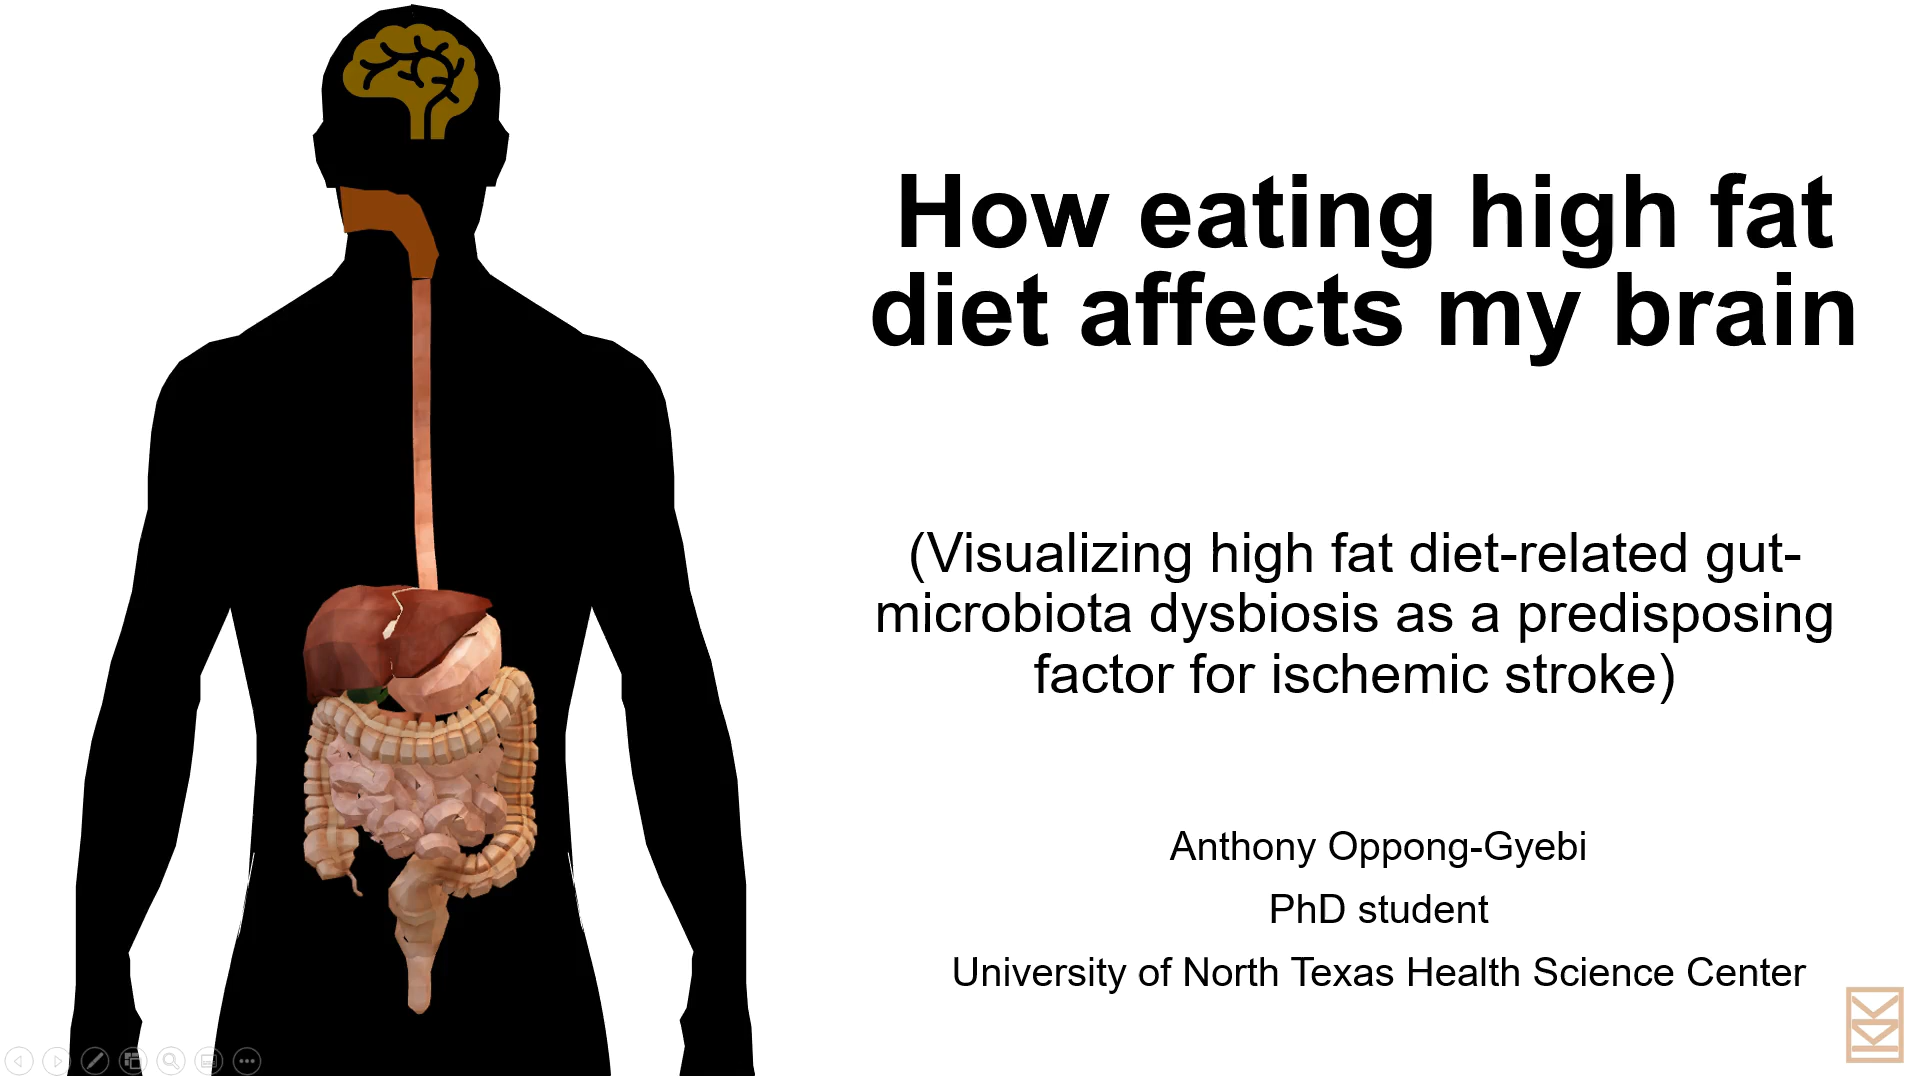 How eating high fat
diet affects my brain
(Visualizing high fat diet-related gut-
microbiota dysbiosis as a predisposing
factor for ischemic stroke)
Anthony Oppong-Gyebi
PhD student
University of North Texas Health Science Center